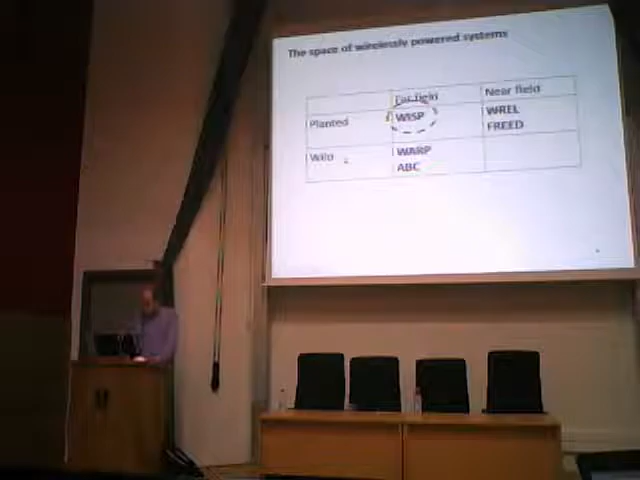 The space of wirelessly powered systems
Far field Near field
Planted WISP WREL
FREED
Wild WARP
ABC